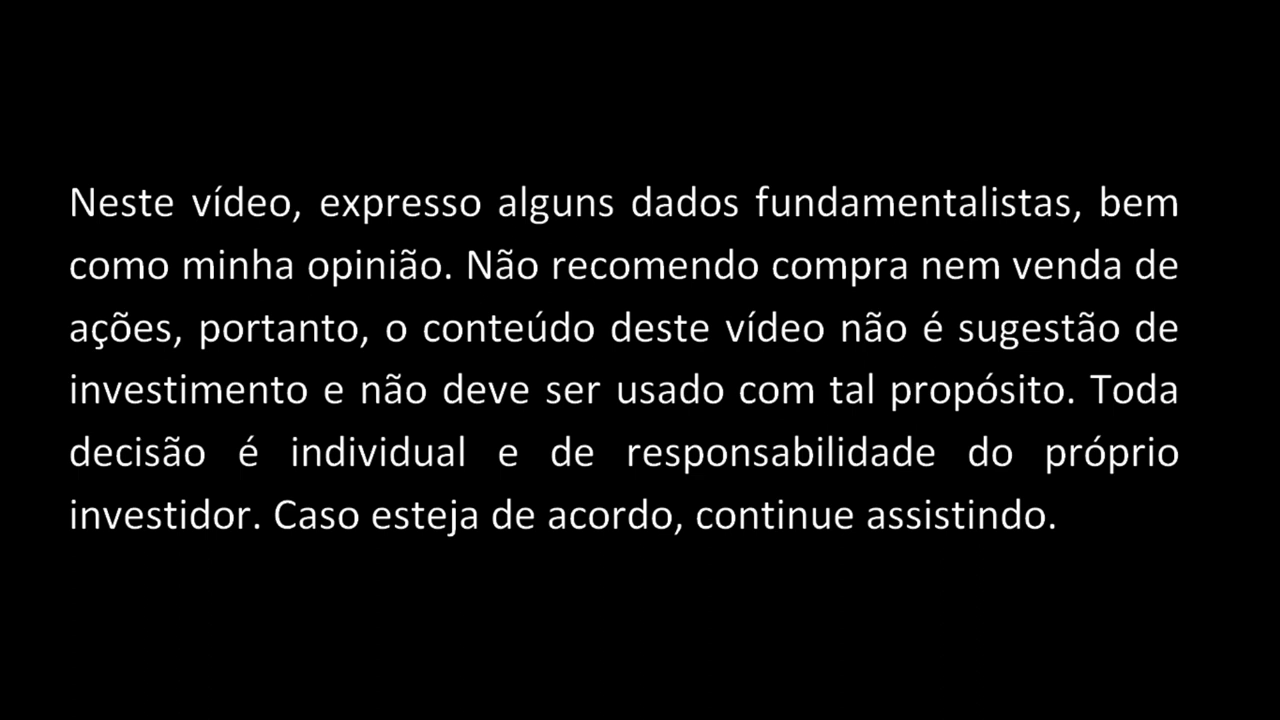 Neste vídeo, expresso alguns dados fundamentalistas, bem
como minha opinião. Não recomendo compra nem venda de
ações, portanto, o conteúdo deste vídeo não é sugestão de
investimento e não deve ser usado com tal propósito. Toda
decisão é individual e de responsabilidade do próprio
investidor. Caso esteja de acordo, continue assistindo.